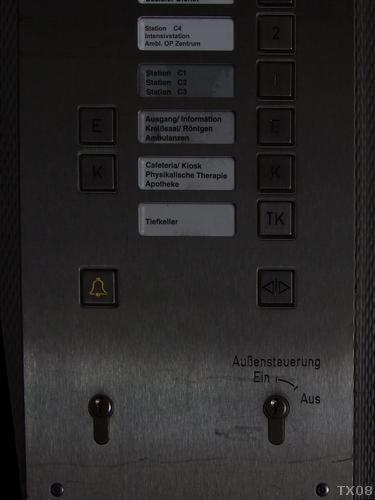 Station C4
2
Intensivstation
Ambl. OP Zentrum
Station C1
1
Station C2
Station C3
E
Ausgang/ Information
E
Kreißsaal/ Röntgen
Ambulanzen
K
Cafeteria/ Kiosk
K
Physikalische Therapie
Apotheke
Tiefkeller
TK
Außensteuerung
Ein
Aus
TX08